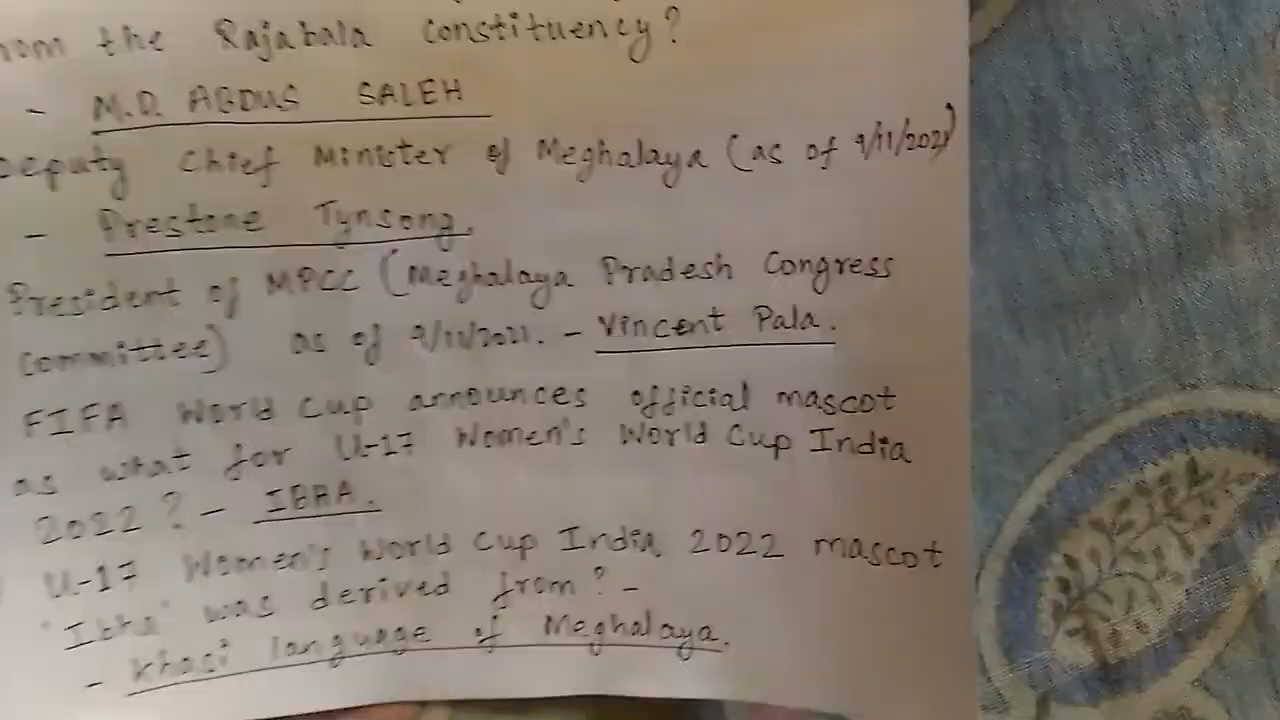 the Rajabala constituency?
- M.D. ABDUS SALEH
Deputy Chief Minister of Meghalaya (as of 9/11/2021)
- Prestone Tynsong.
President of MPCC (Meghalaya Pradesh Congress
Committee) as of 9/11/2021. - Vincent Pala.
FIFA World Cup announces official mascot
as what for U-17 Women's World Cup India
2022? - IBHA.
U-17 Women's World Cup India 2022 mascot
"Ibha" was derived from? -
- Khasi language of Meghalaya.